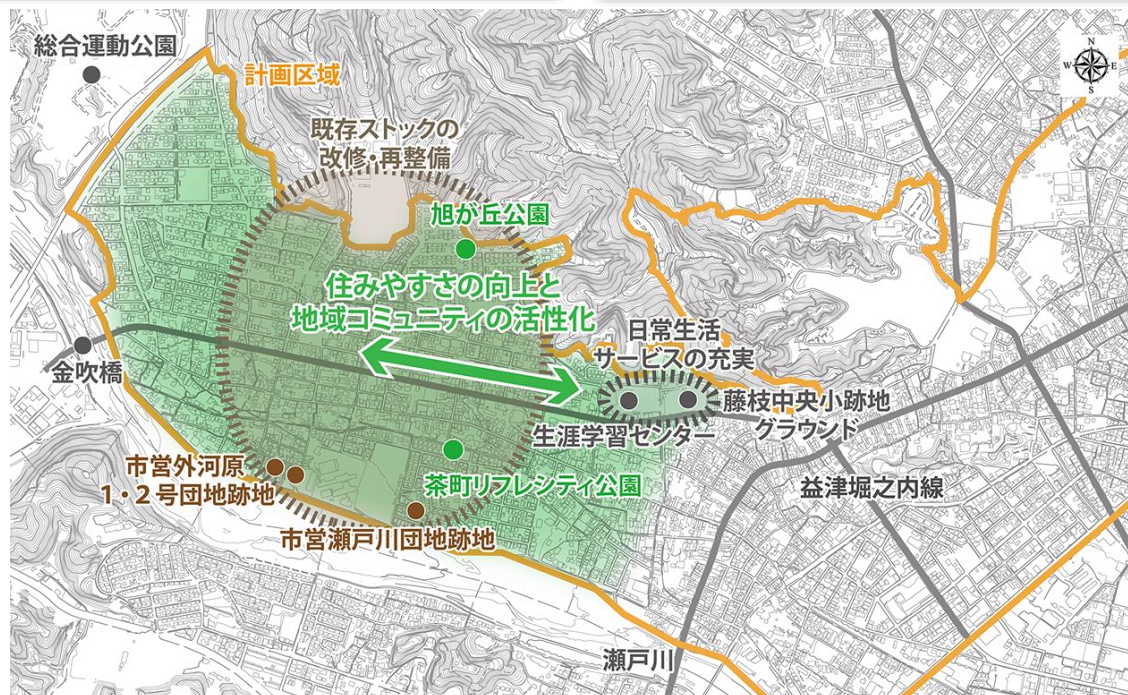 総合運動公園
計画区域
N
W
E
S
既存ストックの
改修・再整備
旭が丘公園
住みやすさの向上と
地域コミュニティの活性化
日常生活
サービスの充実
金吹橋
藤枝中央小跡地
グラウンド
生涯学習センター
市営外河原
1・2号団地跡地
茶町リフレシティ公園
益津堀之内線
市営瀬戸川団地跡地
瀬戸川